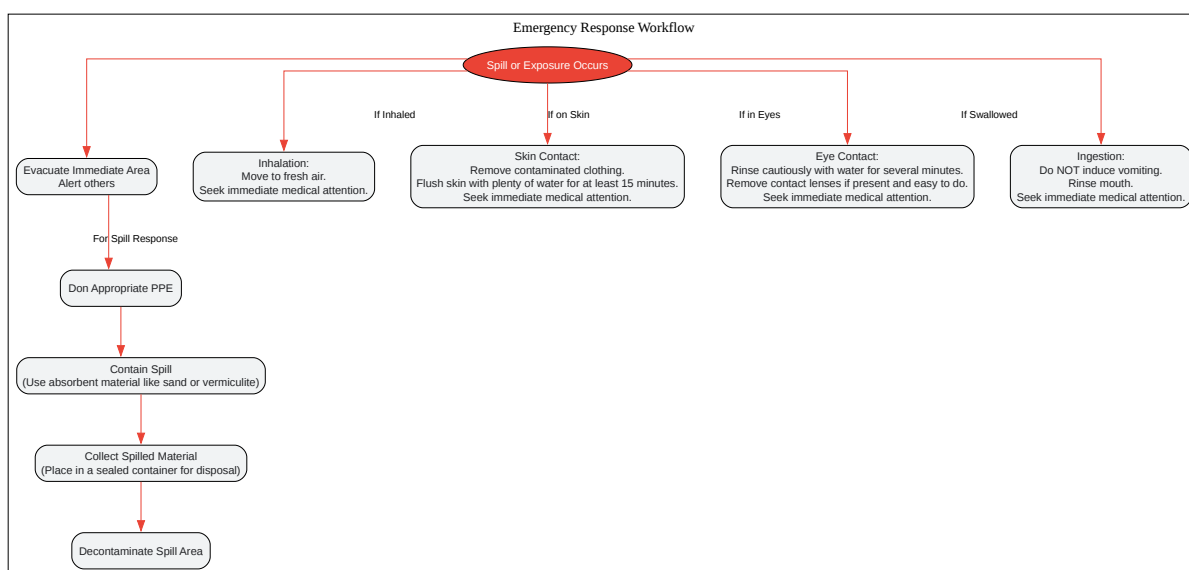 Emergency Response Workflow
Spill or Exposure Occurs
If Inhaled
If on Skin
If in Eyes
If Swallowed
Evacuate Immediate Area
Alert others
Inhalation:
Move to fresh air.
Seek immediate medical attention.
Skin Contact:
Remove contaminated clothing.
Flush skin with plenty of water for at least 15 minutes.
Seek immediate medical attention.
Eye Contact:
Rinse cautiously with water for several minutes.
Remove contact lenses if present and easy to do.
Seek immediate medical attention.
Ingestion:
Do NOT induce vomiting.
Rinse mouth.
Seek immediate medical attention.
For Spill Response
Don Appropriate PPE
Contain Spill
(Use absorbent material like sand or vermiculite)
Collect Spilled Material
(Place in a sealed container for disposal)
Decontaminate Spill Area